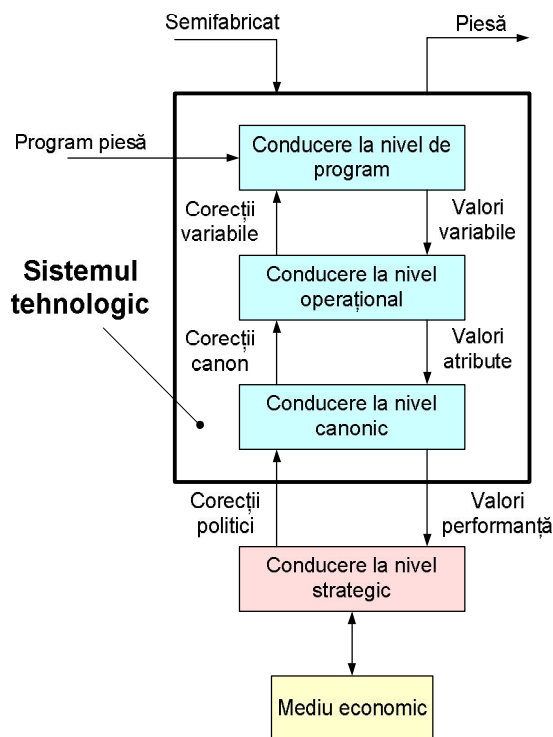 Semifabricat
Piesă
Program piesă
Conducere la nivel de
program
Corecții
variabile
Valori
variabile
Sistemul
tehnologic
Conducere la nivel
operațional
Corecții
canon
Valori
atribute
Conducere la nivel
canonic
Corecții
politici
Valori
performanță
Conducere la nivel
strategic
Mediu economic